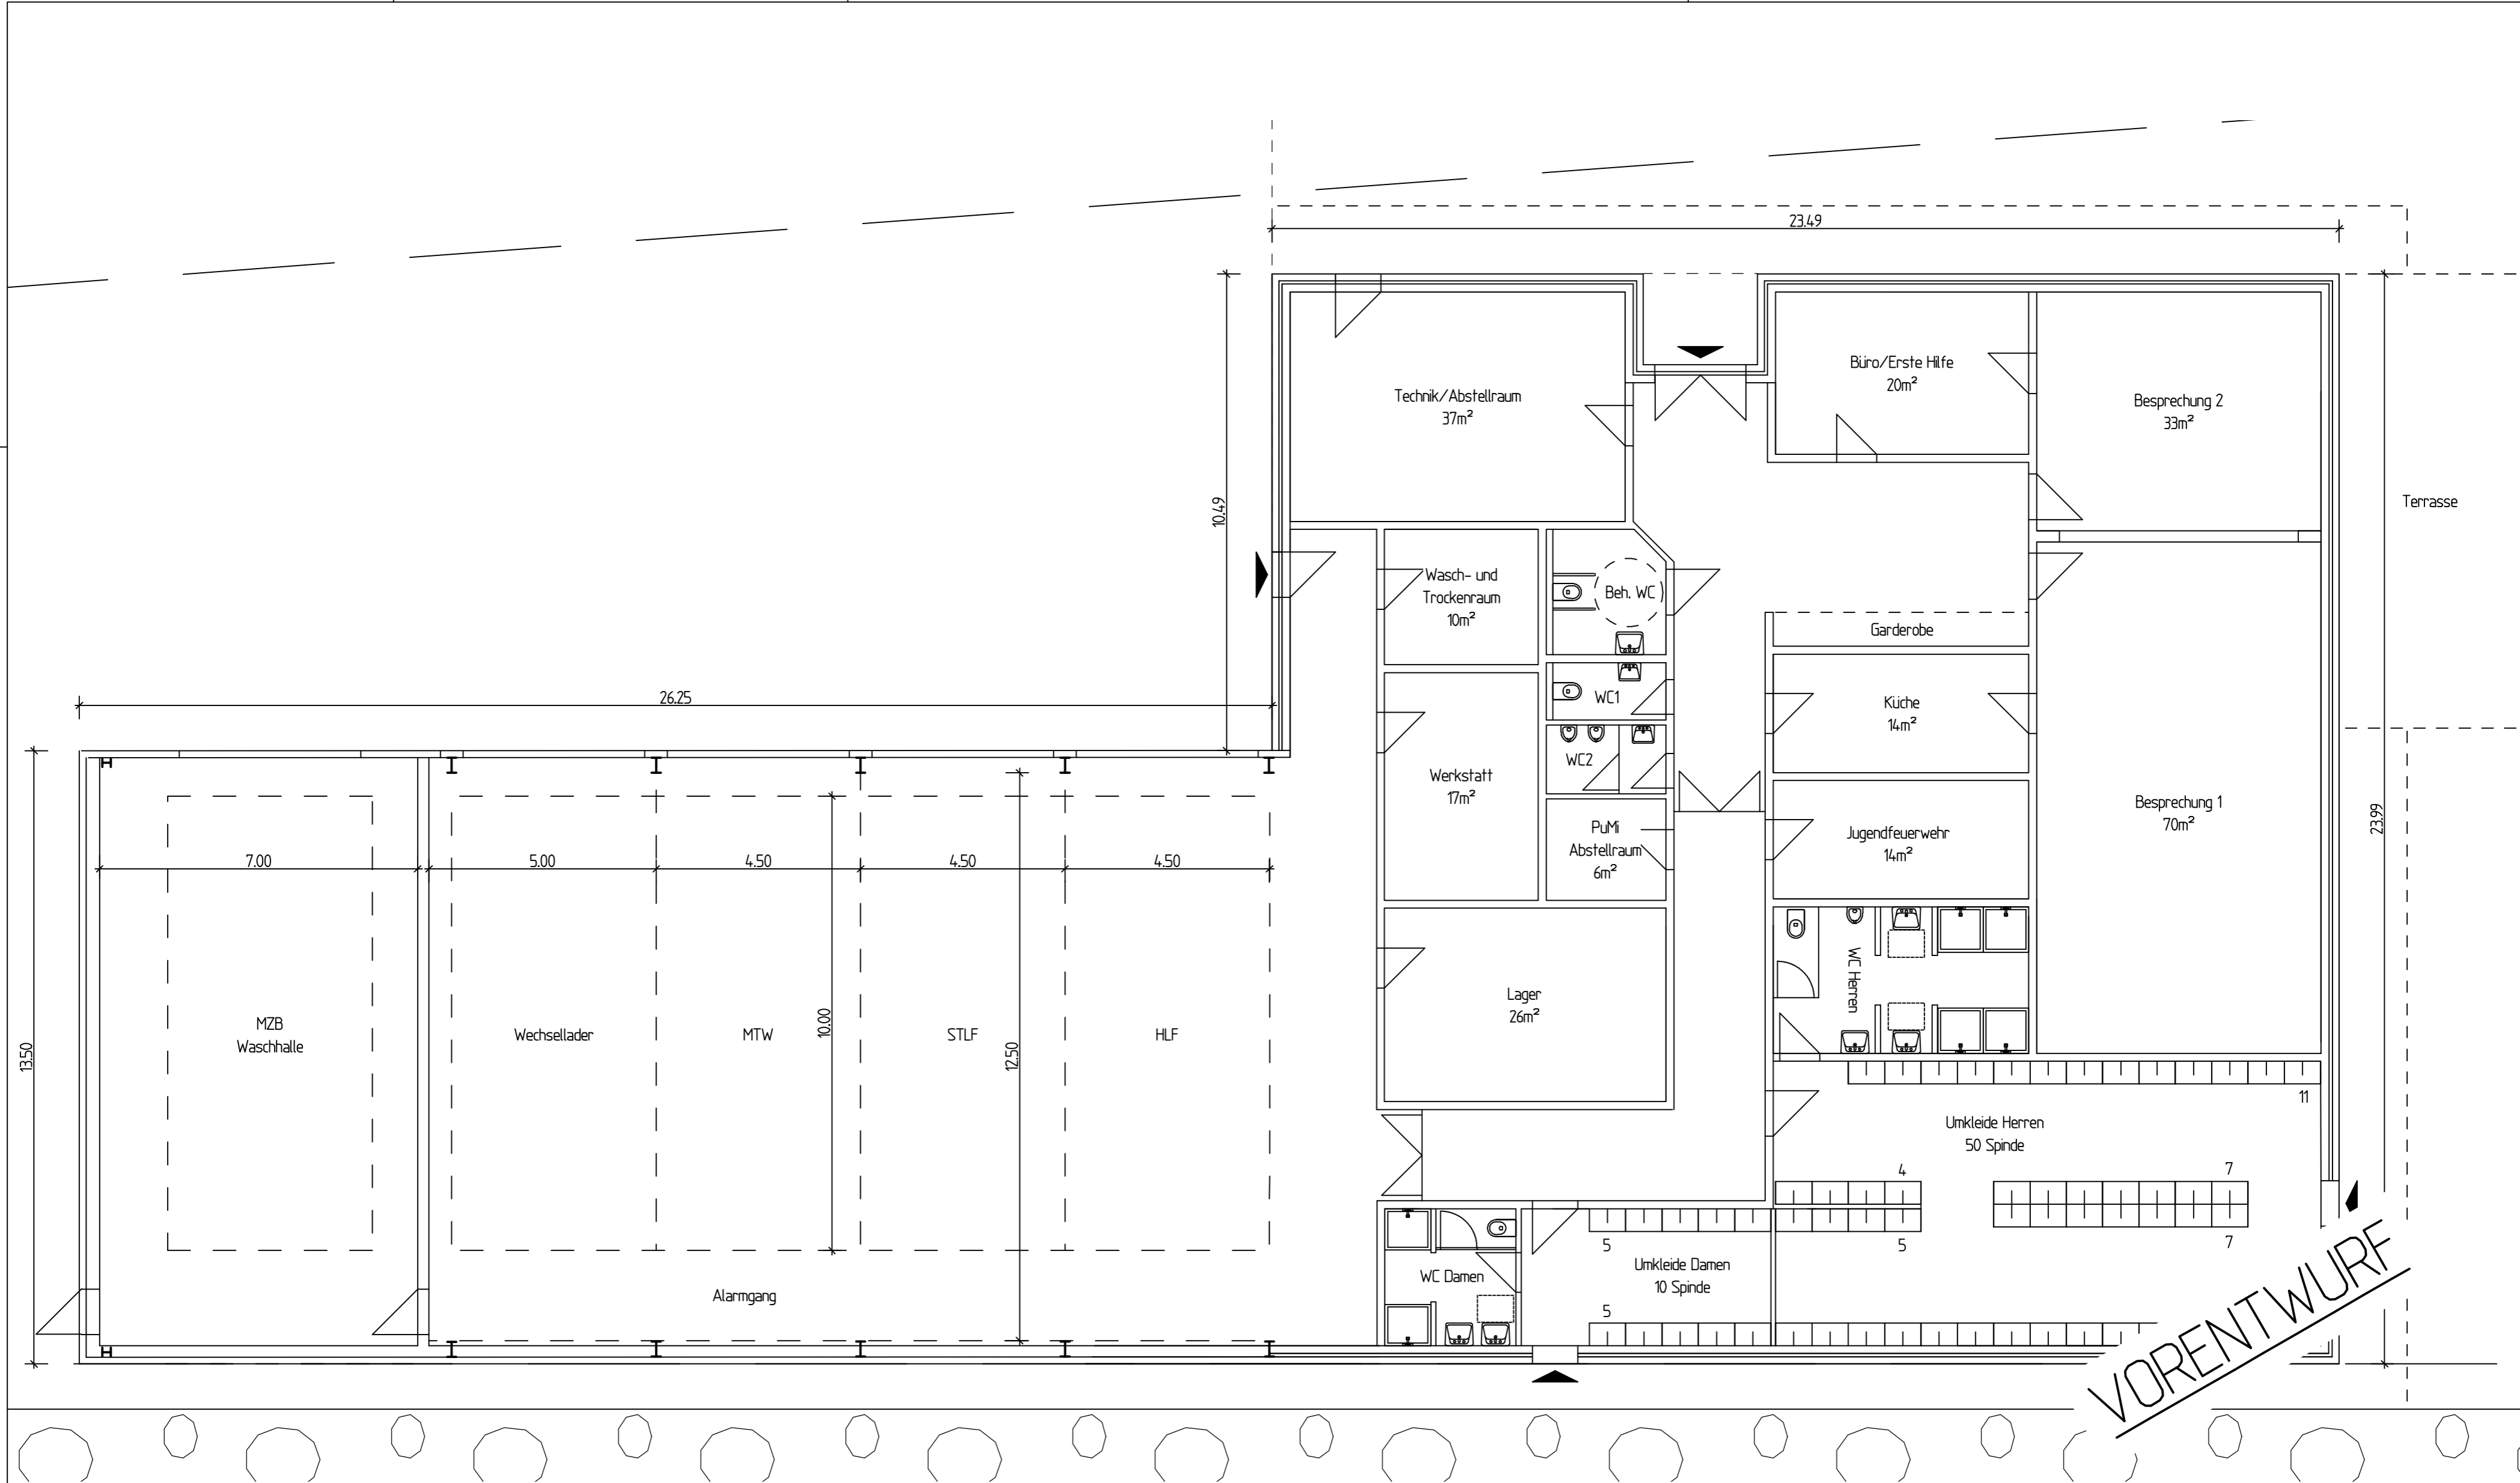 23.49
Büro/Erste Hilfe
20m²
Technik/Abstellraum
37m²
Besprechung 2
33m²
10.49
Terrasse
Wasch- und
Trockenraum
10m²
Beh. WC
Garderobe
26.25
WC1
Küche
14m²
WC2
Werkstatt
17m²
PuMi
Abstellraum
6m²
Jugendfeuerwehr
14m²
Besprechung 1
70m²
23.99
7.00
5.00
4.50
4.50
4.50
WC Herren
Lager
26m²
MZB
Waschhalle
Wechsellader
MTW
10.00
STLF
12.50
HLF
13.50
11
Umkleide Herren
50 Spinde
4
7
5
5
7
WC Damen
Umkleide Damen
10 Spinde
Alarmgang
5
VORENTWURF